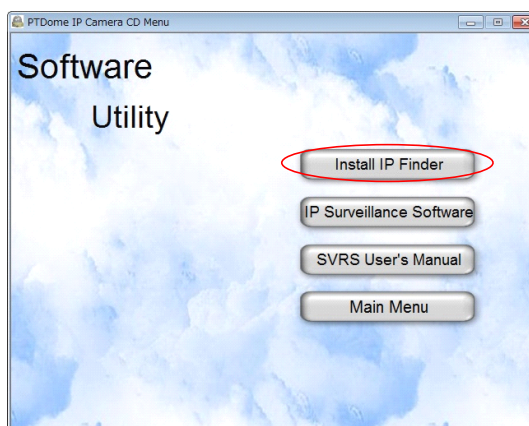 PTDome IP Camera CD Menu
Software
Utility
Install IP Finder
IP Surveillance Software
SVRS User's Manual
Main Menu